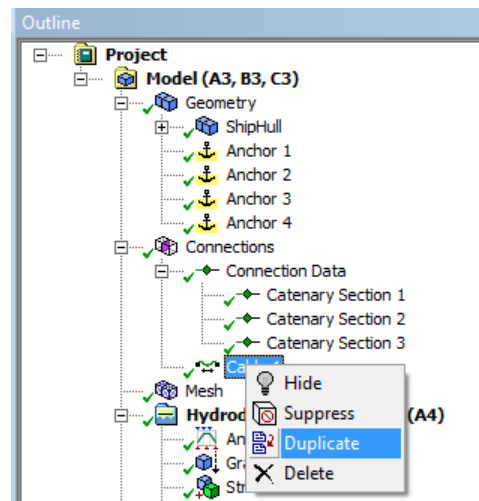 Outline
Project
Model (A3, B3, C3)
Geometry
ShipHull
Anchor 1
Anchor 2
Anchor 3
Anchor 4
Connections
Connection Data
Catenary Section 1
Catenary Section 2
Catenary Section 3
Hide
Mesh
Suppress
(A4)
Duplicate
Delete